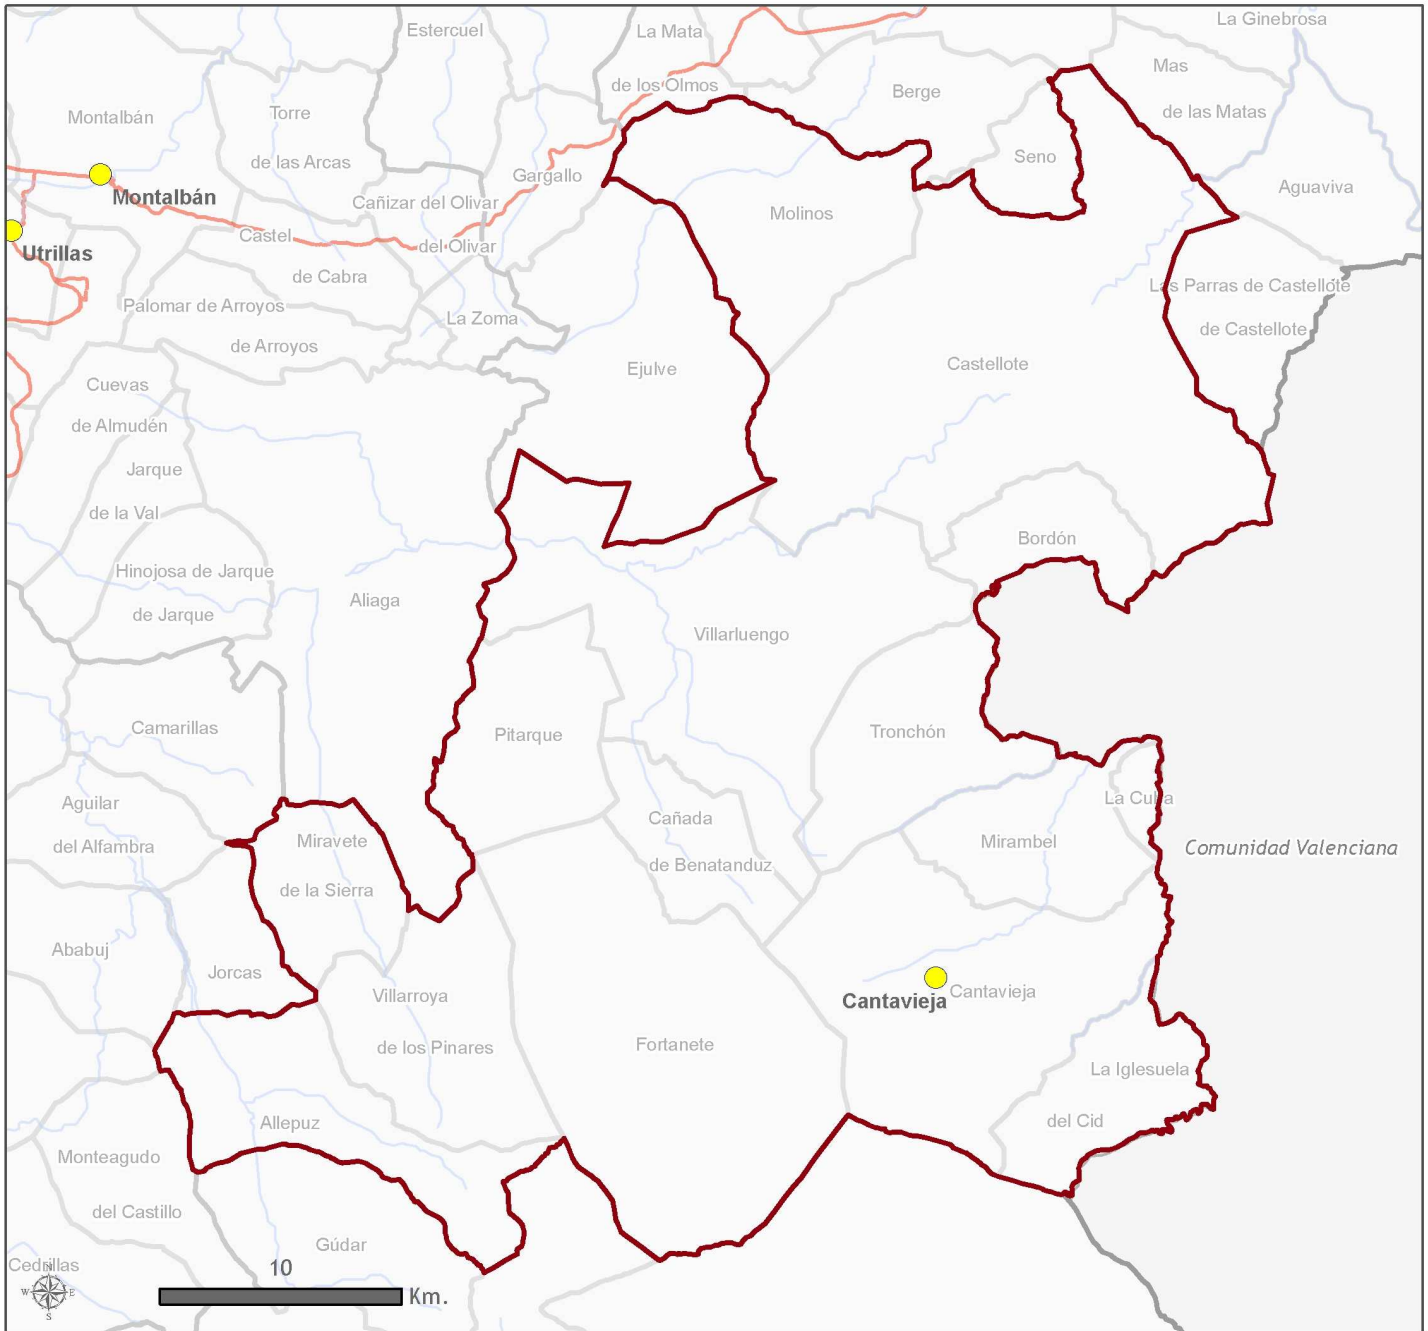 La Ginebrosa
Estercuel
La Mata
de los Olmos
Mas
de las Matas
Berge
Montalbán
Torre
de las Arcas
Seno
Montalbán
Gargallo
Aguaviva
Cañizar del Olivar
del Olivar
Molinos
Utrillas
Castel
de Cabra
Las Parras de Castellote
de Castellote
Palomar de Arroyos
de Arroyos
La Zoma
Ejulve
Castellote
Cuevas
de Almudén
Jarque
de la Val
Bordón
Hinojosa de Jarque
de Jarque
Aliaga
Villarluengo
Camarillas
Pitarque
Tronchón
Aguilar
del Alfambra
La Cuba
Miravete
de la Sierra
Cañada
de Benatanduz
Mirambel
Comunidad Valenciana
Ababuj
Jorcas
Villarroya
de los Pinares
Cantavieja
Cantavieja
Fortanete
La Iglesuela
del Cid
Allepuz
Monteagudo
del Castillo
Gúdar
Cedrillas
N
W
E
S
10
Km.